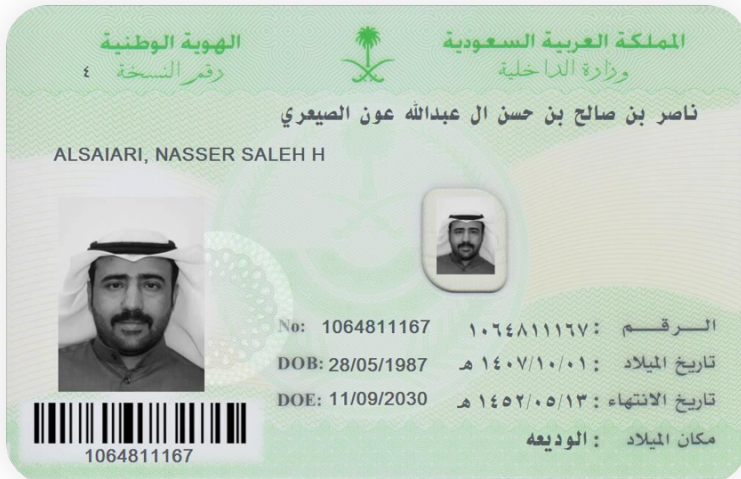 المملكة العربية السعودية
وزارة الداخلية
الهوية الوطنية
رقم النسخة ٤
ناصر بن صالح بن حسن ال عبدالله عون الصيعري
ALSAIARI, NASSER SALEH H
الـرقـم : ١٠٦٤٨١١١٦٧ No: 1064811167
تاريخ الميلاد : ١٤٠٧/١٠/٠١ هـ DOB: 28/05/1987
تاريخ الانتهاء : ١٤٥٢/٠٥/١٣ هـ DOE: 11/09/2030
مكان الميلاد : الوديعه
1064811167